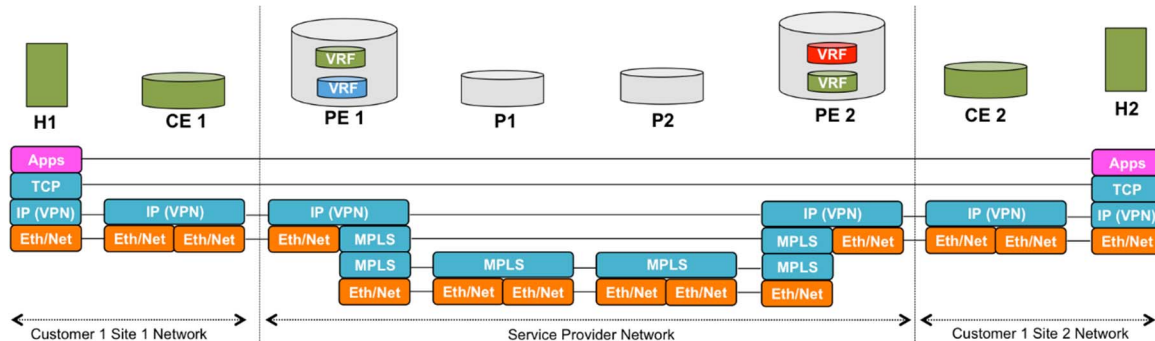 VRF
VRF
VRF
VRF
H1 CE 1 PE 1 P1 P2 PE 2 CE 2 H2
Apps Apps
TCP TCP
IP (VPN) IP (VPN) IP (VPN) IP (VPN) IP (VPN) IP (VPN)
Eth/Net Eth/Net Eth/Net Eth/Net MPLS MPLS Eth/Net Eth/Net Eth/Net Eth/Net
MPLS MPLS MPLS MPLS
Eth/Net Eth/Net Eth/Net Eth/Net Eth/Net Eth/Net
Customer 1 Site 1 Network Service Provider Network Customer 1 Site 2 Network